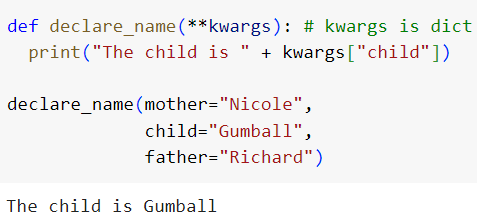 def declare_name(**kwargs): # kwargs is dict
  print("The child is " + kwargs["child"])
declare_name(mother="Nicole",
             child="Gumball",
             father="Richard")
The child is Gumball